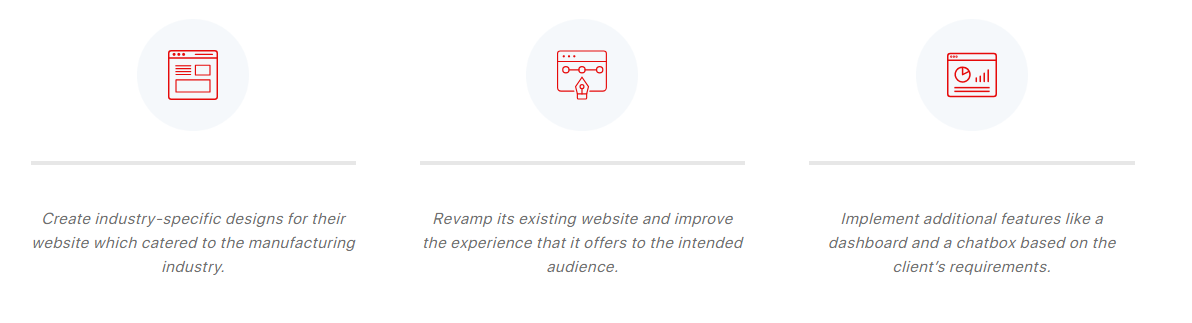 Create industry-specific designs for their
website which catered to the manufacturing
industry.
Revamp its existing website and improve
the experience that it offers to the intended
audience.
Implement additional features like a
dashboard and a chatbox based on the
client's requirements.